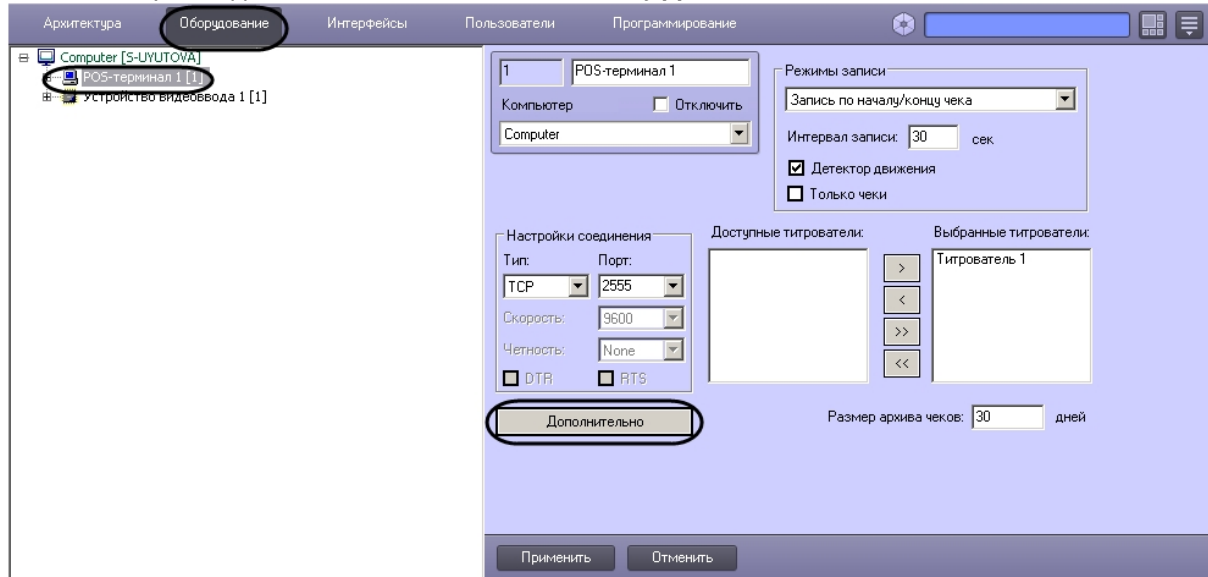 Архитектура Оборудование Интерфейсы Пользователи Программирование
Computer [S-UYUTOVA]
POS-терминал 1 [1]
Устройство видеоввода 1 [1]
1 POS-терминал 1
Компьютер Отключить
Computer
Режимы записи
Запись по началу/концу чека
Интервал записи: 30 сек
Детектор движения
Только чеки
Настройки соединения
Тип: Порт:
TCP 2555
Скорость: 9600
Четность: None
DTR RTS
Доступные титрователи: Выбранные титрователи:
Титрователь 1
>
<
>>
<<
Дополнительно
Размер архива чеков: 30 дней
Применить Отменить